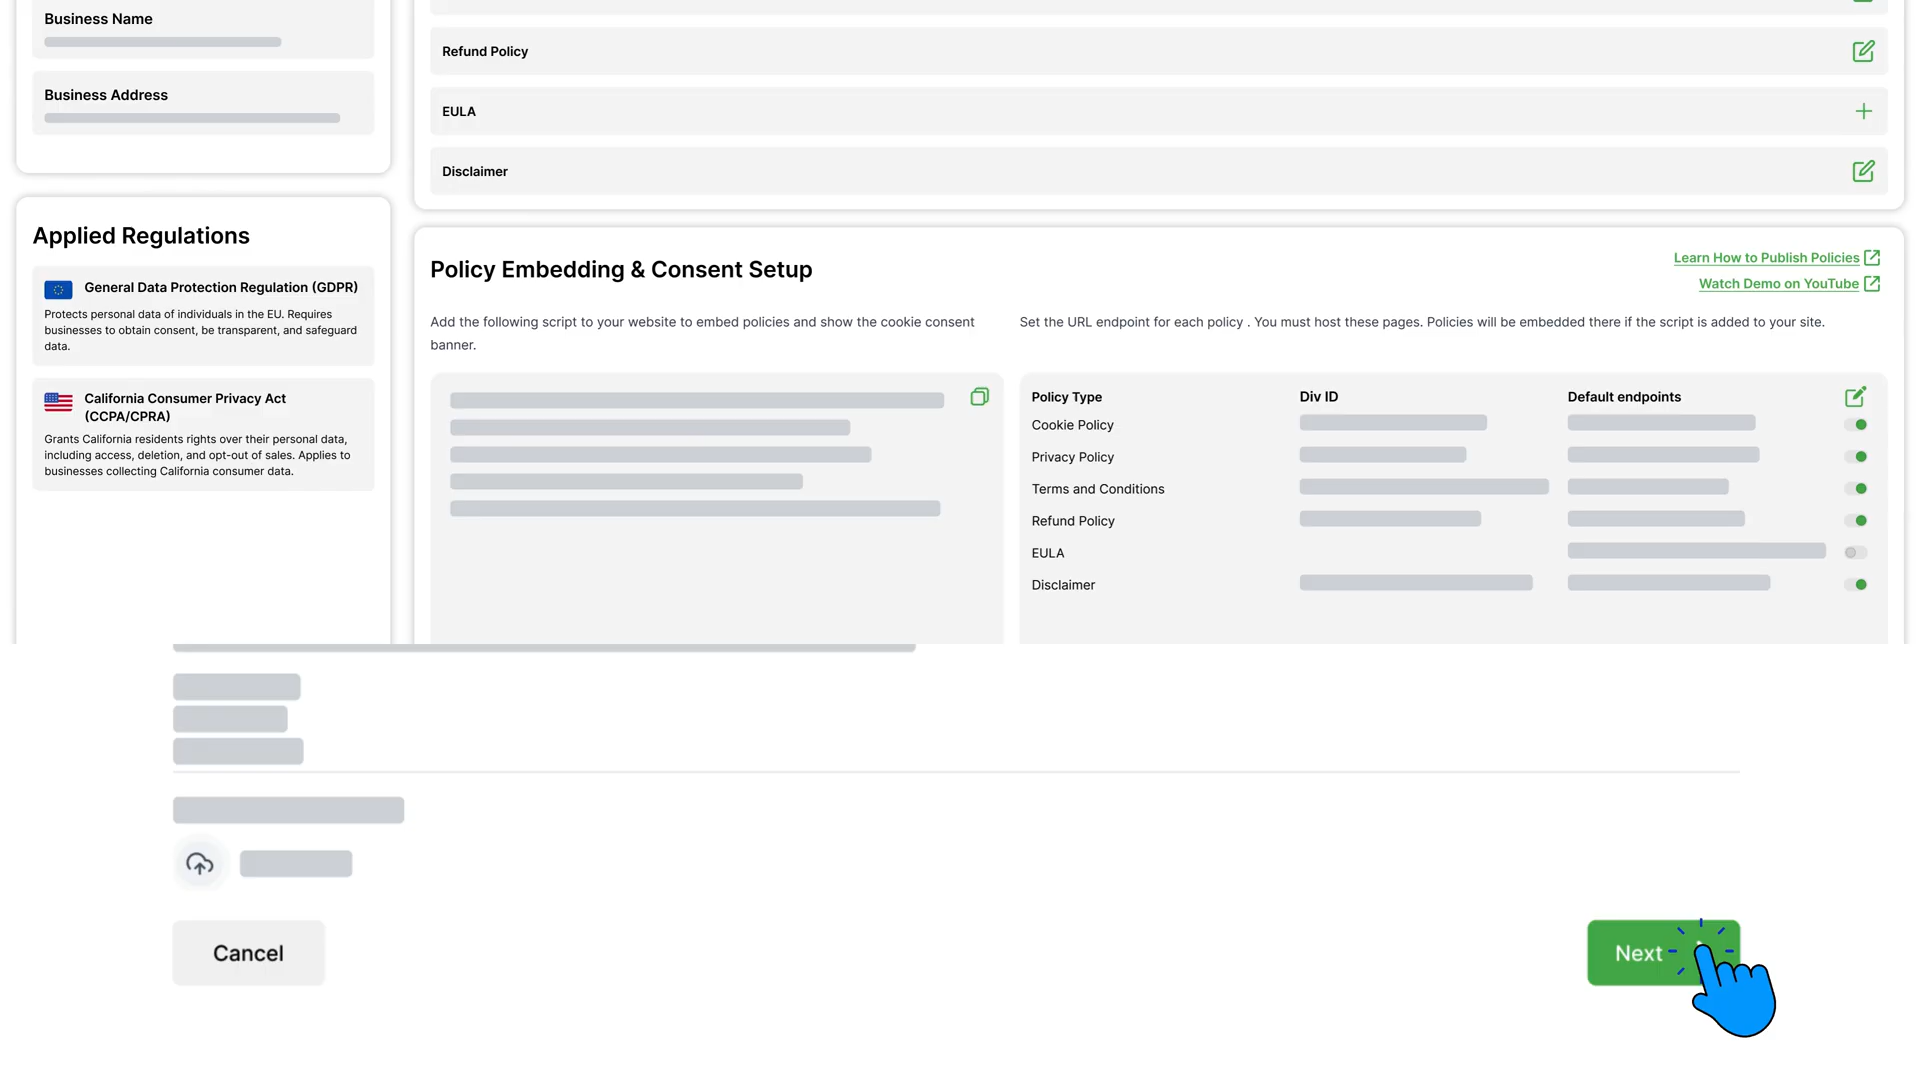 Business Name
Business Address
Applied Regulations
General Data Protection Regulation (GDPR)
Protects personal data of individuals in the EU. Requires
businesses to obtain consent, be transparent, and safeguard
data.
California Consumer Privacy Act
(CCPA/CPRA)
Grants California residents rights over their personal data,
including access, deletion, and opt-out of sales. Applies to
businesses collecting California consumer data.
Refund Policy
EULA
Disclaimer
Policy Embedding & Consent Setup
Learn How to Publish Policies
Watch Demo on YouTube
Add the following script to your website to embed policies and show the cookie consent
banner.
Set the URL endpoint for each policy . You must host these pages. Policies will be embedded there if the script is added to your site.
Policy Type Div ID Default endpoints
Cookie Policy
Privacy Policy
Terms and Conditions
Refund Policy
EULA
Disclaimer
Cancel
Next